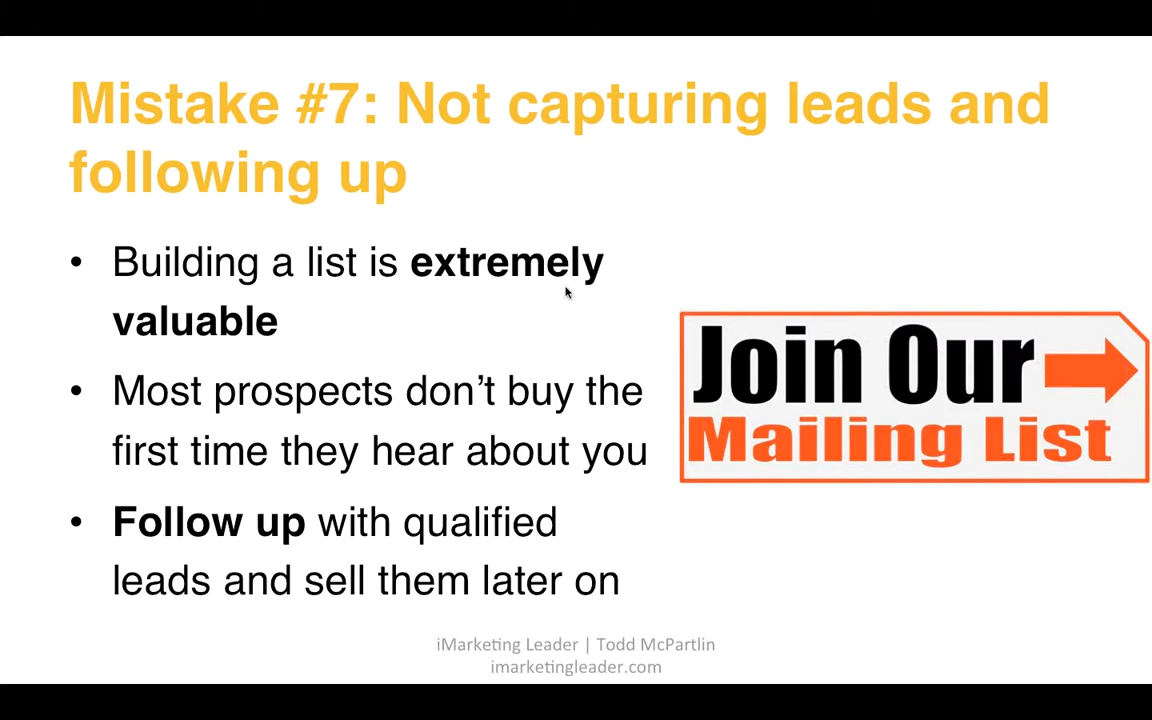 Mistake #7: Not capturing leads and
following up
• Building a list is extremely
valuable
• Most prospects don’t buy the
first time they hear about you
• Follow up with qualified
leads and sell them later on
Join Our
Mailing List
iMarketing Leader | Todd McPartlin
imarketingleader.com